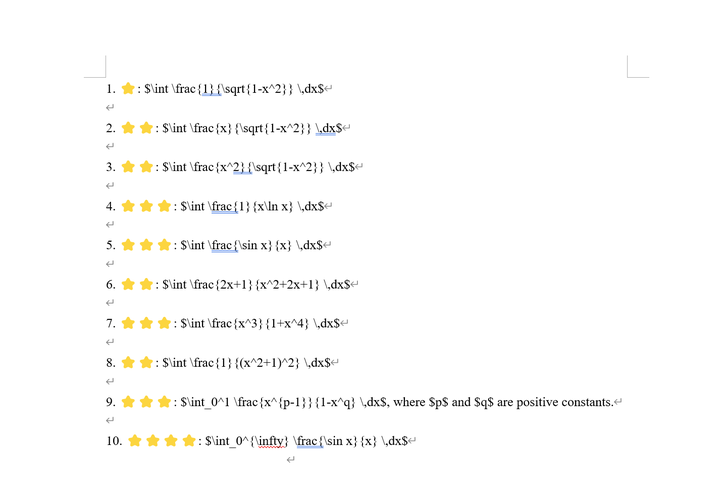 1. ⭐: $\int \frac{1}{\sqrt{1-x^2}} \,dx$
2. ⭐ ⭐: $\int \frac{x}{\sqrt{1-x^2}} \,dx$
3. ⭐ ⭐: $\int \frac{x^2}{\sqrt{1-x^2}} \,dx$
4. ⭐ ⭐ ⭐: $\int \frac{1}{x\ln x} \,dx$
5. ⭐ ⭐ ⭐: $\int \frac{\sin x}{x} \,dx$
6. ⭐ ⭐: $\int \frac{2x+1}{x^2+2x+1} \,dx$
7. ⭐ ⭐ ⭐: $\int \frac{x^3}{1+x^4} \,dx$
8. ⭐ ⭐: $\int \frac{1}{(x^2+1)^2} \,dx$
9. ⭐ ⭐ ⭐: $\int_0^1 \frac{x^{p-1}}{1-x^q} \,dx$, where $p$ and $q$ are positive constants.
10. ⭐ ⭐ ⭐ ⭐: $\int_0^{\infty} \frac{\sin x}{x} \,dx$